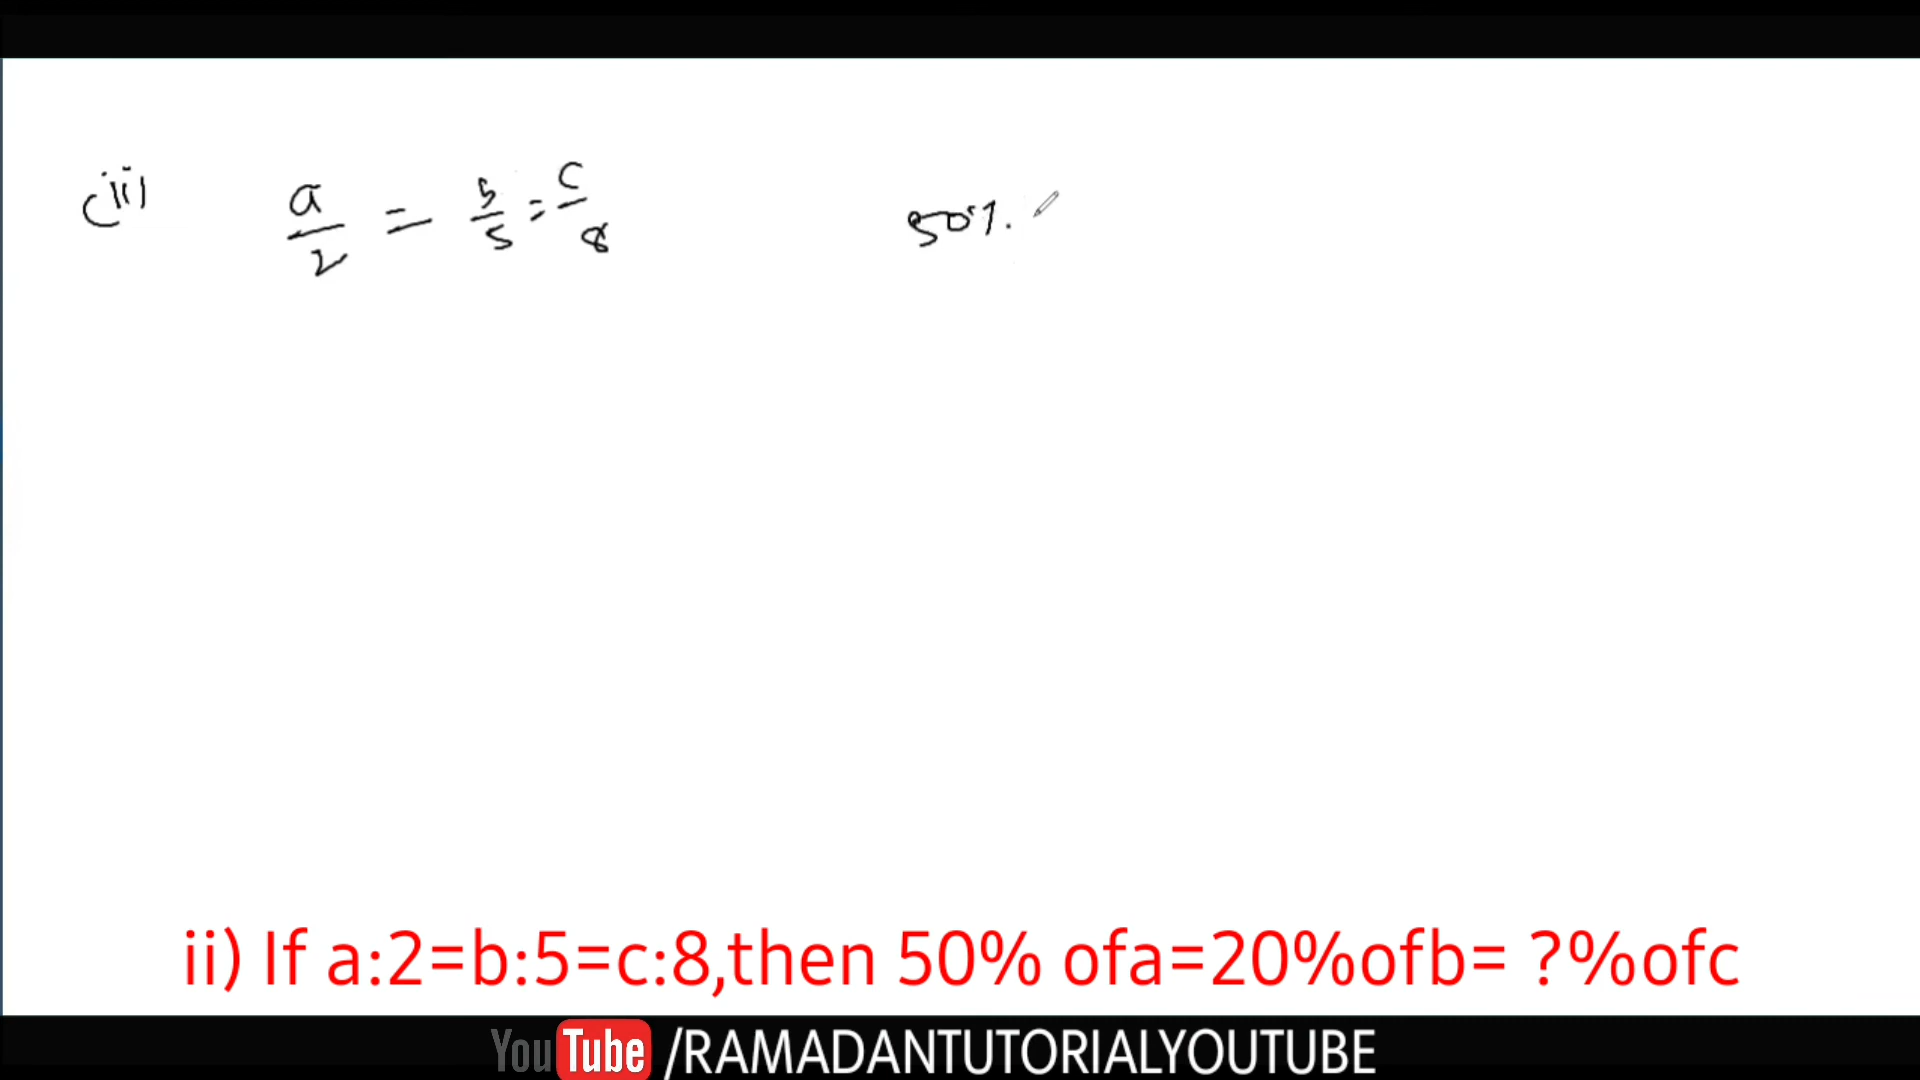 (ii) a/2 = b/5 = c/8 50%.
ii) If a:2=b:5=c:8,then 50% ofa=20%ofb= ?%ofc
YouTube /RAMADANTUTORIALYOUTUBE